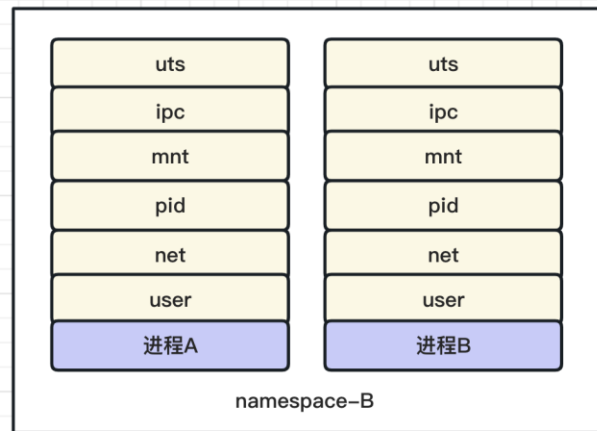 uts
ipc
mnt
pid
net
user
进程A
uts
ipc
mnt
pid
net
user
进程B
namespace-B